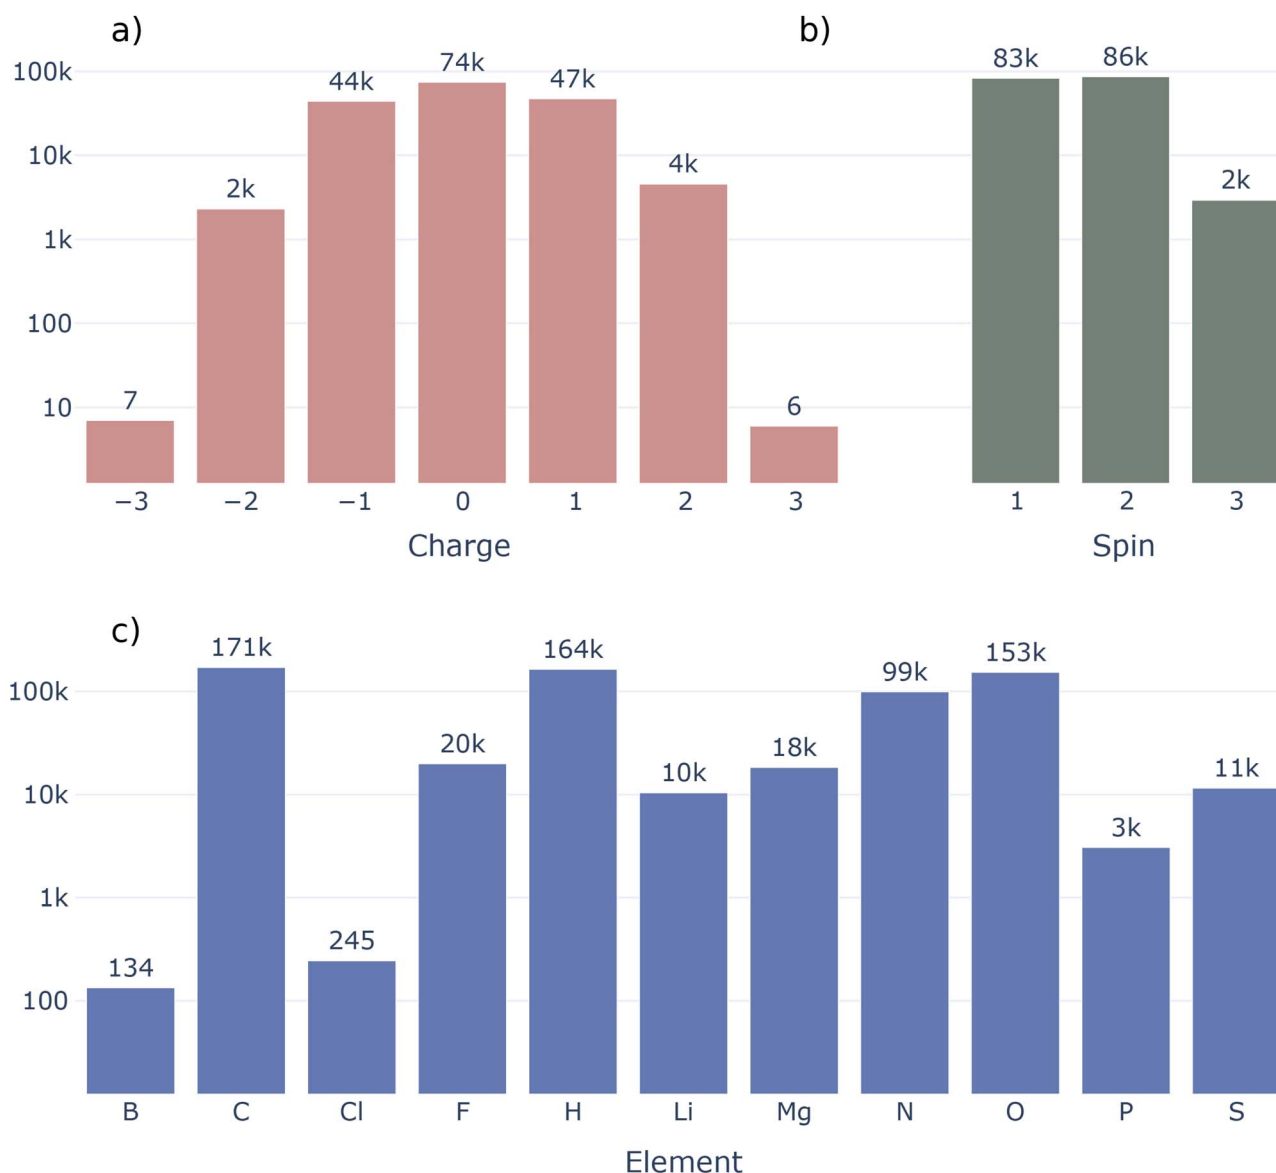 a)
b)
74k
83k
86k
100k
44k
47k
10k
2k
4k
2k
1k
100
7
6
10
−3 −2 −1 0 1 2 3
1 2 3
Charge
Spin
c)
171k
164k
153k
100k
99k
20k
18k
10k
11k
10k
3k
1k
245
134
100
B C Cl F H Li Mg N O P S
Element